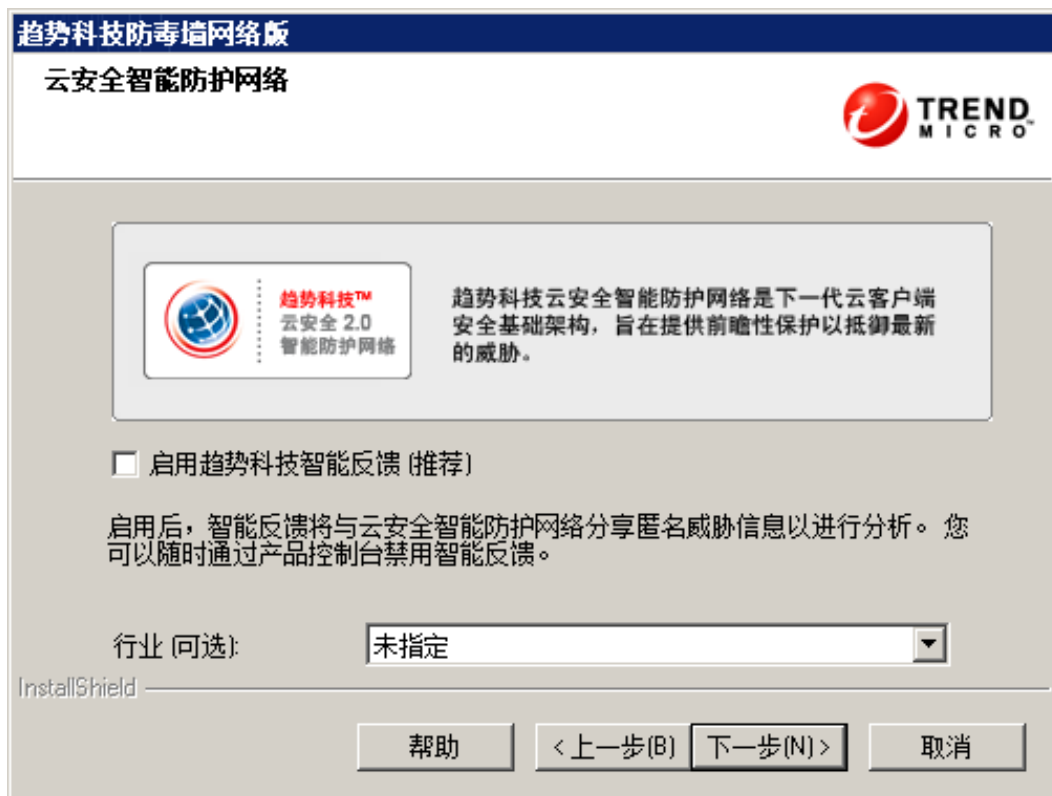 趋势科技防毒墙网络版
云安全智能防护网络
TREND
MICRO™
趋势科技™
云安全 2.0
智能防护网络
趋势科技云安全智能防护网络是下一代云客户端
安全基础架构，旨在提供前瞻性保护以抵御最新
的威胁。
启用趋势科技智能反馈 (推荐)
启用后，智能反馈将与云安全智能防护网络分享匿名威胁信息以进行分析。 您
可以随时通过产品控制台禁用智能反馈。
行业 (可选): 未指定
InstallShield
帮助 <上一步(B) 下一步(N)> 取消